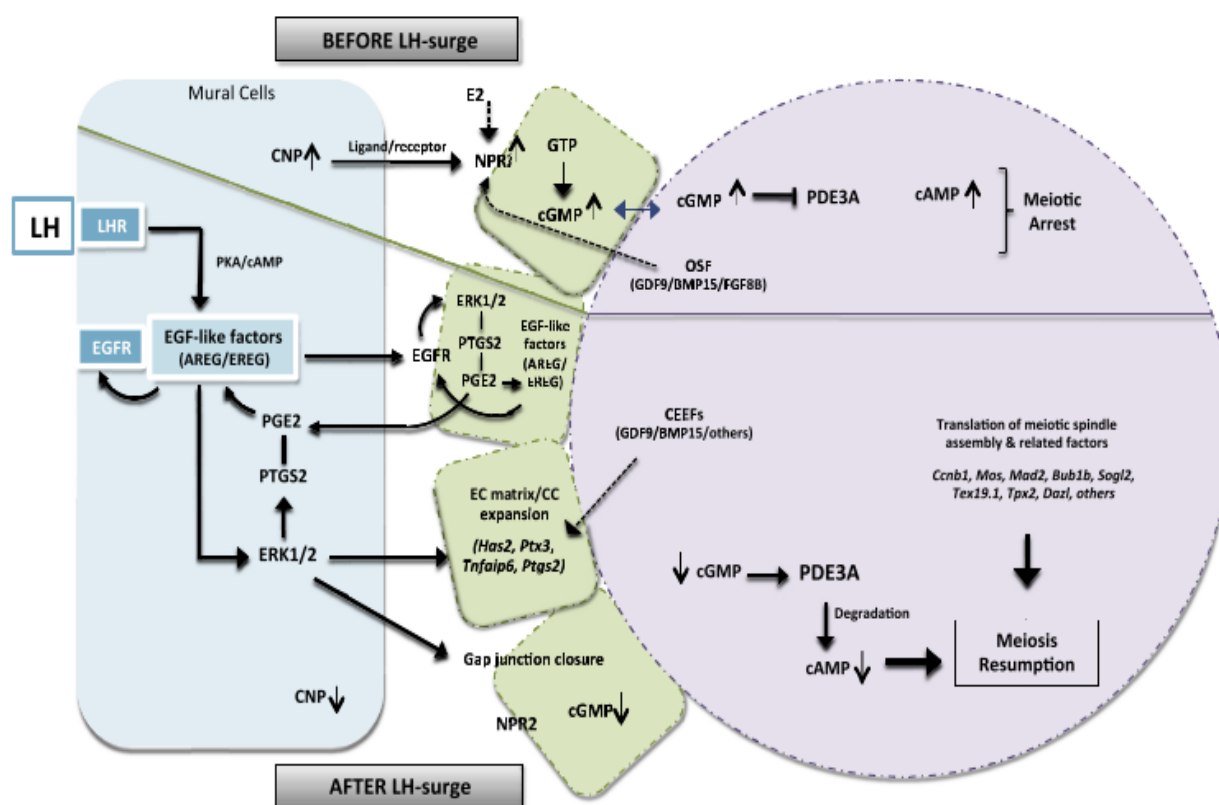 BEFORE LH-surge
Mural Cells
E2
CNP
Ligand/receptor
NPR2
GTP
cGMP
cGMP
PDE3A
cAMP
Meiotic
Arrest
OSF
(GDF9/BMP15/FGF8B)
LH
LHR
PKA/cAMP
EGFR
EGF-like factors
(AREG/EREG)
EGFR
ERK1/2
PTGS2
PGE2
EGF-like
factors
(AREG/
EREG)
PGE2
PTGS2
ERK1/2
CEEFs
(GDF9/BMP15/others)
EC matrix/CC
expansion
(Has2, Ptx3,
Tnfaip6, Ptgs2)
Translation of meiotic spindle
assembly & related factors
Ccnb1, Mos, Mad2, Bub1b, Sogl2,
Tex19.1, Tpx2, Dazl, others
cGMP
PDE3A
Degradation
cAMP
Meiosis
Resumption
Gap junction closure
CNP
NPR2
cGMP
AFTER LH-surge